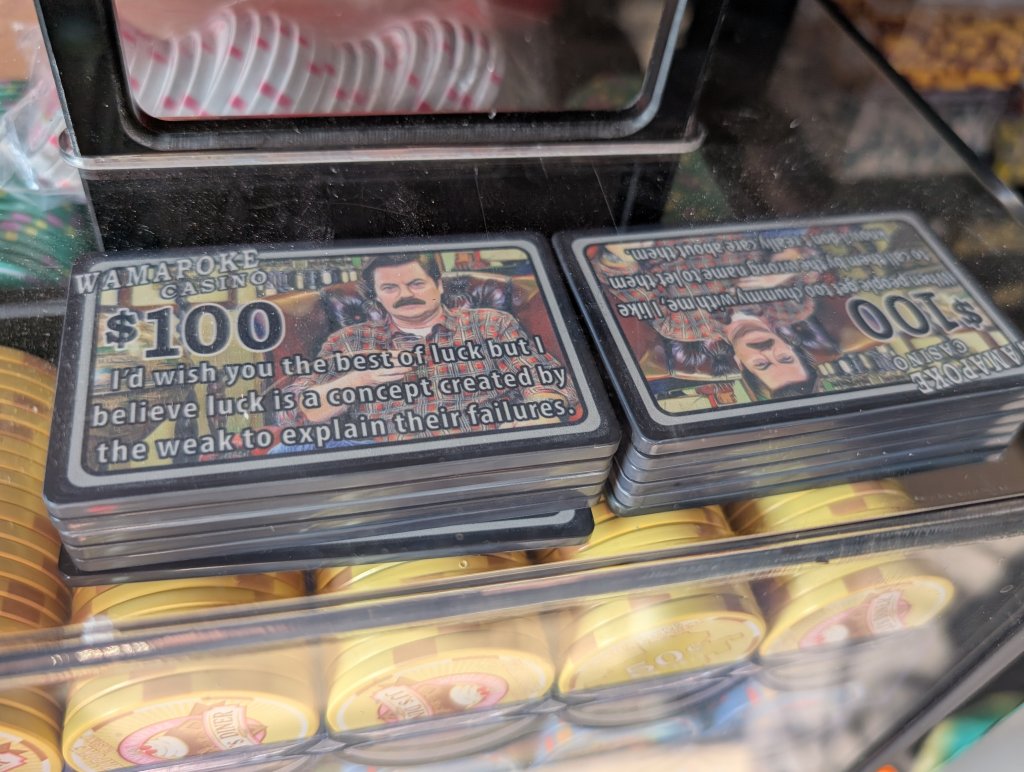 WAMAPOKE
CASINO
$100
I'd wish you the best of luck but I
believe luck is a concept created by
the weak to explain their failures.
When people get too chummy with me, I like
to call them by the wrong name to let them
know I don't really care about them.
$100
WAMAPOKE
CASINO
50¢